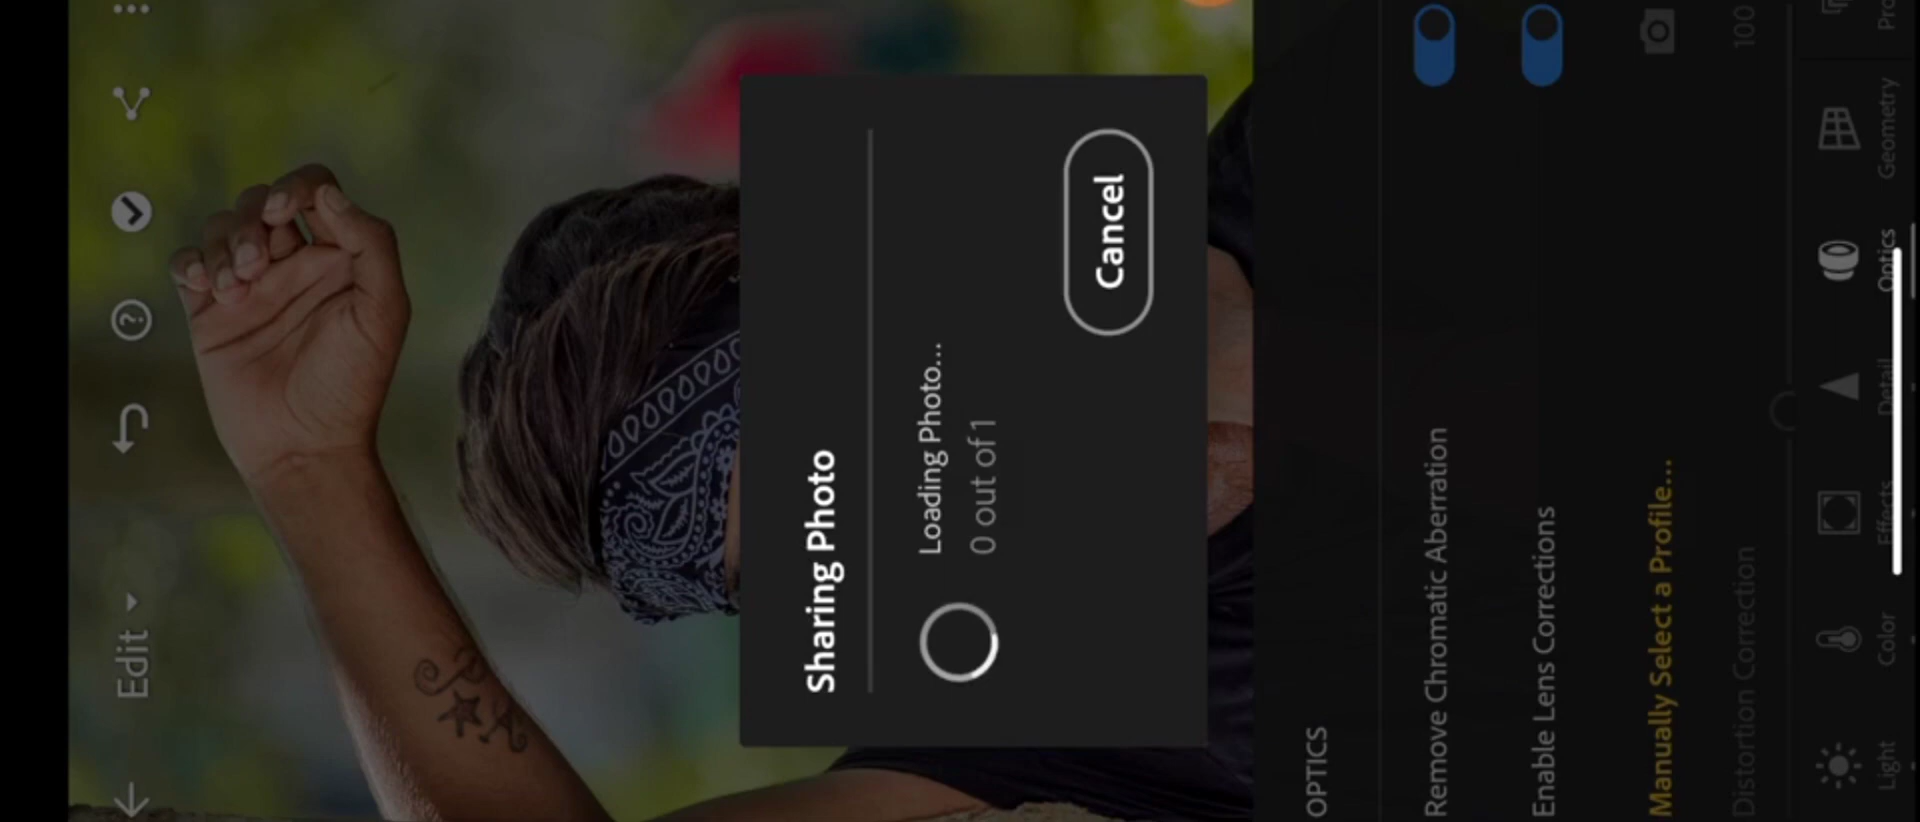 Edit
Sharing Photo
Loading Photo...
0 out of 1
Cancel
OPTICS
Remove Chromatic Aberration
Enable Lens Corrections
Manually Select a Profile...
Distortion Correction
100
Light
Color
Effects
Detail
Optics
Geometry